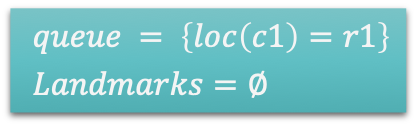 queue = {loc(c1) = r1}
Landmarks = ∅